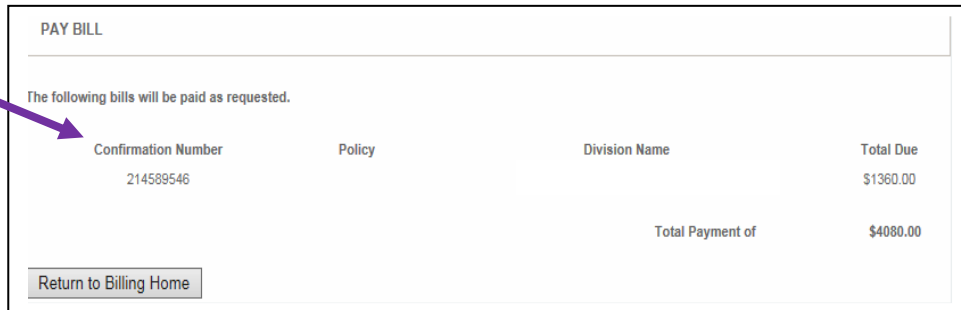 PAY BILL
The following bills will be paid as requested.
Confirmation Number Policy Division Name Total Due
214589546 $1360.00
Total Payment of $4080.00
Return to Billing Home